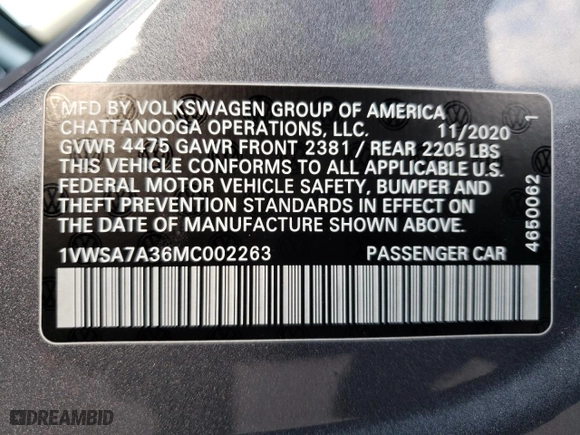 MFD BY VOLKSWAGEN GROUP OF AMERICA
CHATTANOOGA OPERATIONS, LLC. 11/2020
GVWR 4475 GAWR FRONT 2381 / REAR 2205 LBS
THIS VEHICLE CONFORMS TO ALL APPLICABLE U.S.
FEDERAL MOTOR VEHICLE SAFETY, BUMPER AND
THEFT PREVENTION STANDARDS IN EFFECT ON
THE DATE OF MANUFACTURE SHOWN ABOVE.
1VWSA7A36MC002263 PASSENGER CAR
4650062 1
DREAMBID